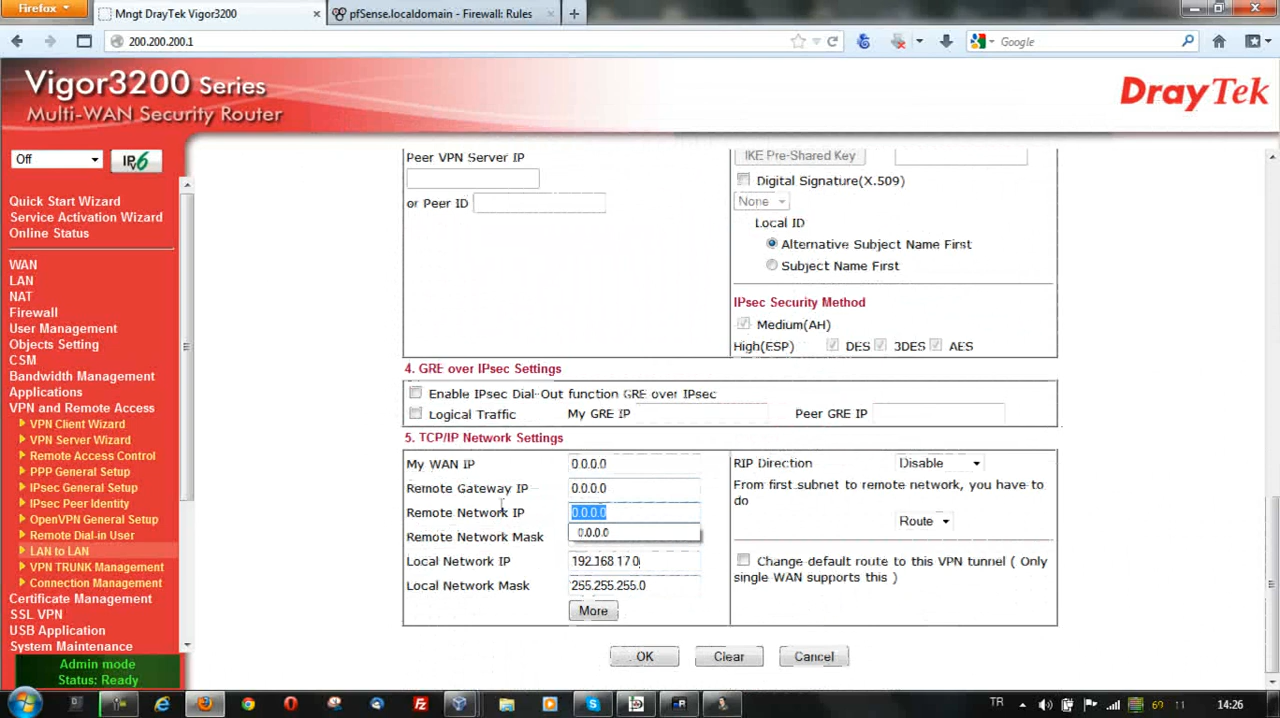 Firefox
Mngt DrayTek Vigor3200
pfSense.localdomain - Firewall: Rules
200.200.200.1
Google
Vigor3200 Series
Multi-WAN Security Router
DrayTek
Off
IPv6
Quick Start Wizard
Service Activation Wizard
Online Status
WAN
LAN
NAT
Firewall
User Management
Objects Setting
CSM
Bandwidth Management
Applications
VPN and Remote Access
VPN Client Wizard
VPN Server Wizard
Remote Access Control
PPP General Setup
IPsec General Setup
IPsec Peer Identity
OpenVPN General Setup
Remote Dial-in User
LAN to LAN
VPN TRUNK Management
Connection Management
Certificate Management
SSL VPN
USB Application
System Maintenance
Admin mode
Status: Ready
Peer VPN Server IP
or Peer ID
IKE Pre-Shared Key
Digital Signature(X.509)
None
Local ID
Alternative Subject Name First
Subject Name First
IPsec Security Method
Medium(AH)
High(ESP) DES 3DES AES
4. GRE over IPsec Settings
Enable IPsec Dial-Out function GRE over IPsec
Logical Traffic My GRE IP Peer GRE IP
5. TCP/IP Network Settings
My WAN IP 0.0.0.0
Remote Gateway IP 0.0.0.0
Remote Network IP 0.0.0.0
0.0.0.0
Remote Network Mask
Local Network IP 192.168.17.0
Local Network Mask 255.255.255.0
More
RIP Direction Disable
From first subnet to remote network, you have to
do
Route
Change default route to this VPN tunnel ( Only
single WAN supports this )
OK Clear Cancel
TR
14:26